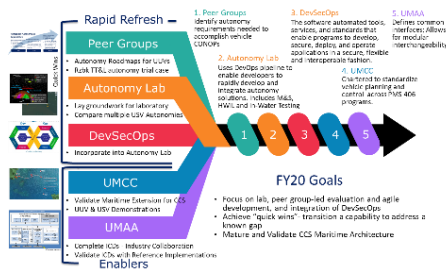 Rapid Refresh
Peer Groups
Autonomy Roadmaps for UUVs
RzbK TT&L autonomy trial case
Autonomy Lab
Lay groundwork for laboratory
Compare multiple USV Autonomies
DevSecOps
Incorporate into Autonomy Lab
Quick Wins
UMCC
Validate Maritime Extension for CCS
UUV & USV Demonstrations
UMAA
Complete ICDs - Industry Collaboration
Validate ICDs with Reference Implementations
Enablers
1. Peer Groups
Identify autonomy
requirements needed to
accomplish vehicle
CONOPs
2. Autonomy Lab
Uses DevOps pipeline to
enable developers to
rapidly develop and
integrate autonomy
solutions. Includes M&S,
HWIL and In-Water Testing
3. DevSecOps
The software automated tools,
services, and standards that
enable programs to develop,
secure, deploy, and operate
applications in a secure, flexible
and interoperable fashion.
4. UMCC
Chartered to standardize
vehicle planning and
control across PMS 406
programs.
5. UMAA
Defines common
interfaces; Allows
for modular
interchangeability
1 2 3 4 5
FY20 Goals
Focus on lab, peer group-led evaluation and agile
development, and integration of DevSecOps
Achieve "quick wins"- transition a capability to address a
known gap
Mature and Validate CCS Maritime Architecture